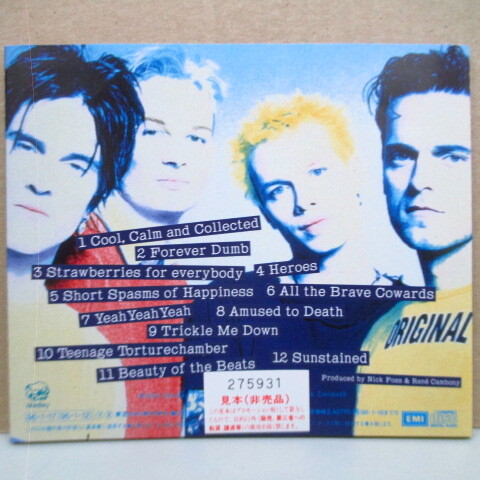 1 Cool, Calm and Collected
2 Forever Dumb
3 Strawberries for everybody
4 Heroes
5 Short Spasms of Happiness
6 All the Brave Cowards
7 YeahYeahYeah
8 Amused to Death
9 Trickle Me Down
10 Teenage Torturechamber
11 Beauty of the Beats
12 Sunstained
ORIGINAL
Produced by Nick Foss & René Cambony
275931
見本(非売品)
Medley
EMI